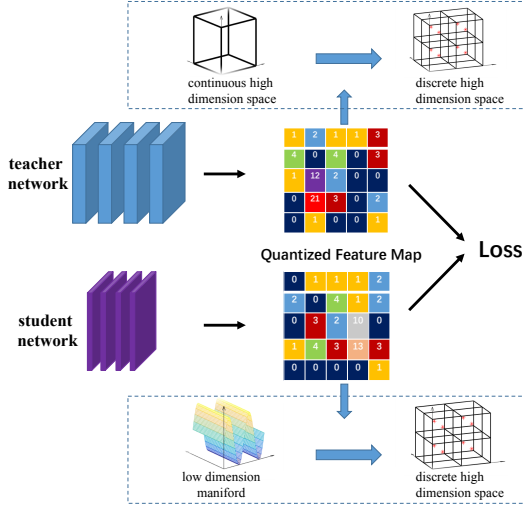 continuous high
dimension space
discrete high
dimension space
teacher
network
1 2 1 1 3
4 0 4 0 3
1 12 2 0 0
0 21 3 0 2
0 1 0 0 1
Quantized Feature Map
Loss
student
network
0 1 1 1 2
2 0 4 1 2
0 3 2 10 0
1 4 3 13 3
0 0 0 0 1
low dimension
maniford
discrete high
dimension space